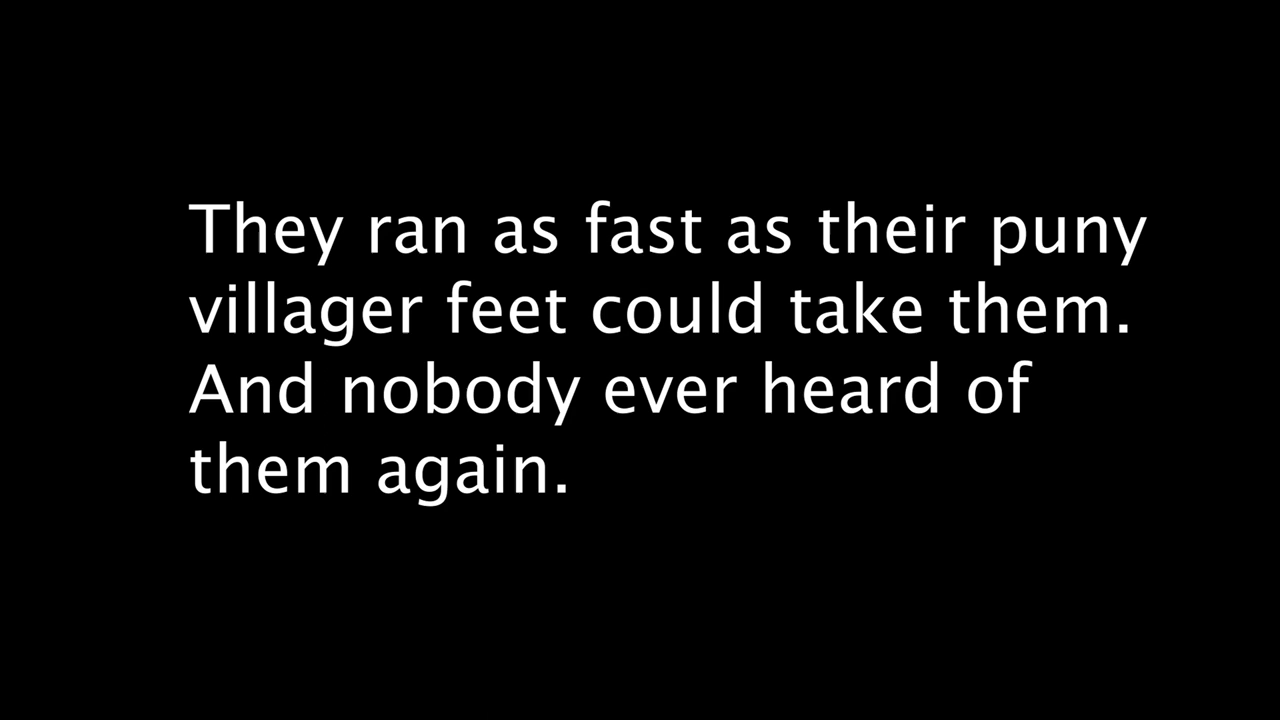 They ran as fast as their puny
villager feet could take them.
And nobody ever heard of
them again.